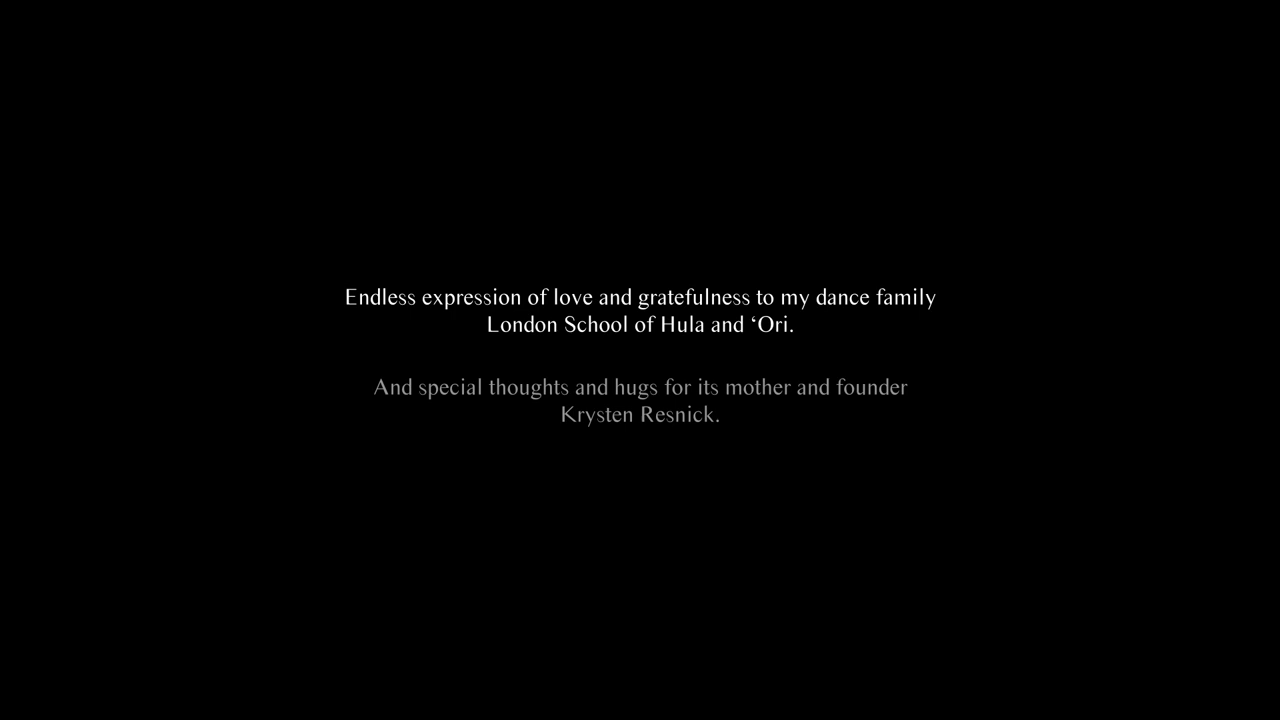 Endless expression of love and gratefulness to my dance family
London School of Hula and ‘Ori.
And special thoughts and hugs for its mother and founder
Krysten Resnick.